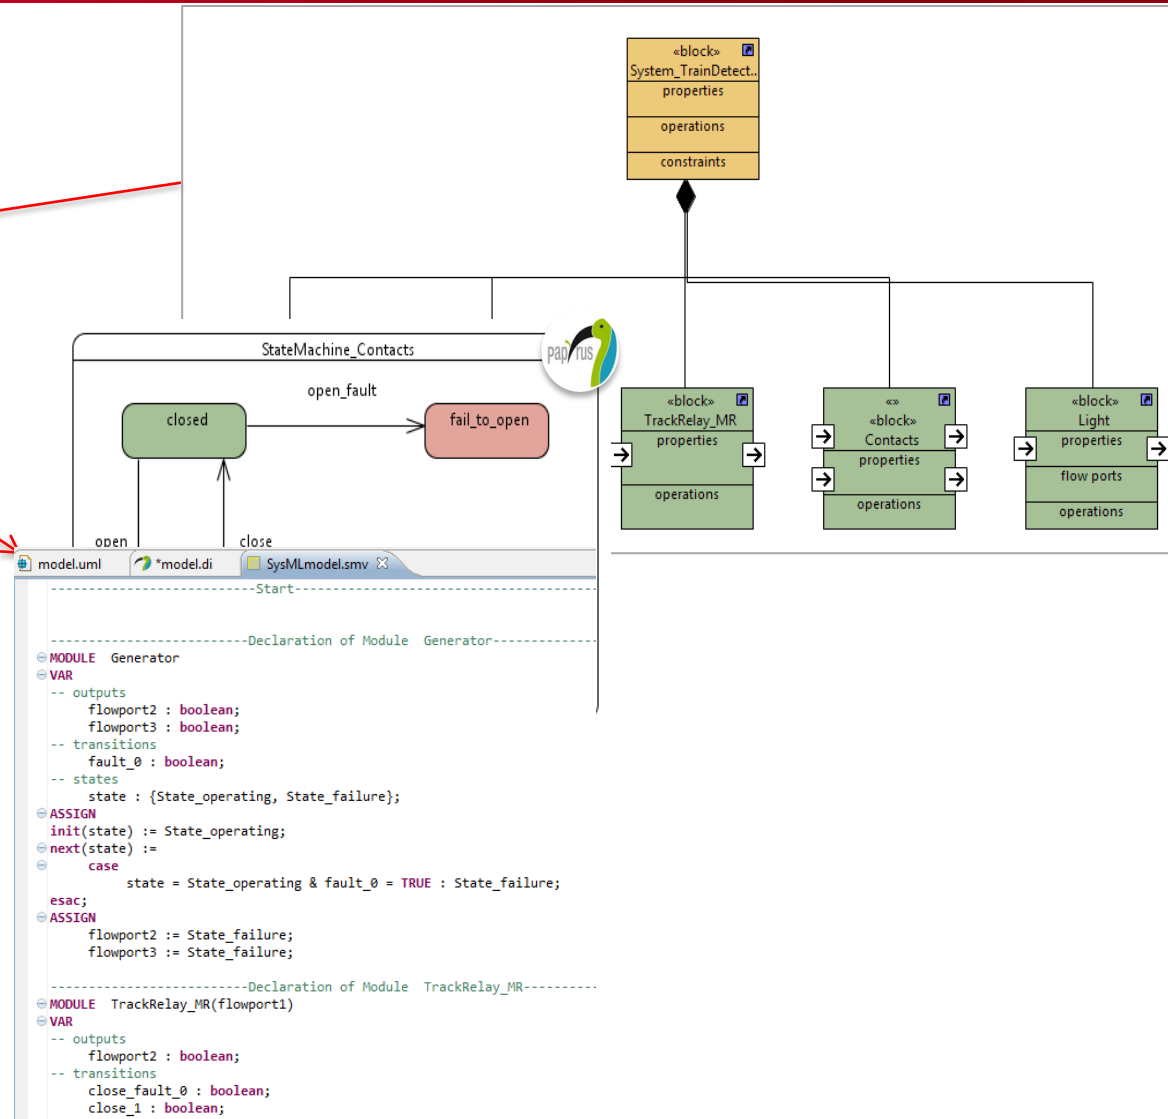 «block»
System_TrainDetect..
properties
operations
constraints
StateMachine_Contacts
papyrus
open_fault
closed
fail_to_open
open
close
«block»
TrackRelay_MR
properties
operations
«»
«block»
Contacts
properties
operations
«block»
Light
properties
flow ports
operations
model.uml
*model.di
SysMLmodel.smv
---------------------------Start----------------------------------------
--------------------------Declaration of Module  Generator--------------
MODULE  Generator
VAR
-- outputs
flowport2 : boolean;
flowport3 : boolean;
-- transitions
fault_0 : boolean;
-- states
state : {State_operating, State_failure};
ASSIGN
init(state) := State_operating;
next(state) :=
case
state = State_operating & fault_0 = TRUE : State_failure;
esac;
ASSIGN
flowport2 := State_failure;
flowport3 := State_failure;
--------------------------Declaration of Module  TrackRelay_MR----------
MODULE  TrackRelay_MR(flowport1)
VAR
-- outputs
flowport2 : boolean;
-- transitions
close_fault_0 : boolean;
close_1 : boolean;